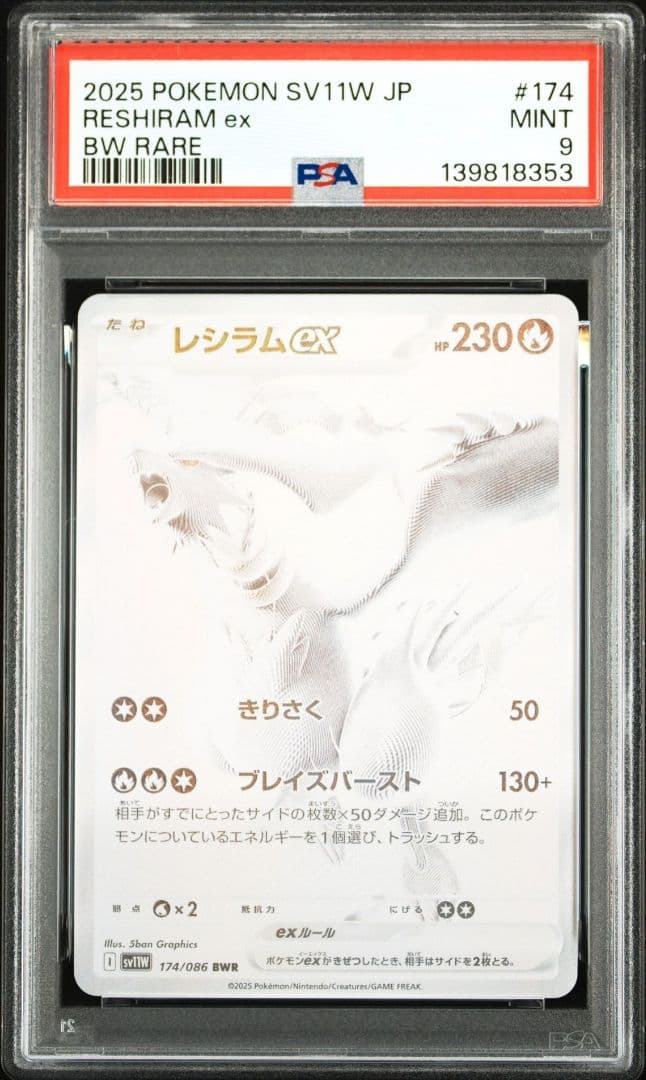 2025 POKEMON SV11W JP #174
RESHIRAM ex MINT
BW RARE 9
PSA 139818353
たね レシラムex HP230
きりさく 50
ブレイズバースト 130+
相手がすでにとったサイドの枚数×50ダメージ追加。このポケ
モンについているエネルギーを1個選び、トラッシュする。
弱点 ×2 抵抗力 にげる
exルール
Illus. 5ban Graphics
I sv11W 174/086 BWR ポケモンexがきぜつしたとき、相手はサイドを2枚とる。
©2025 Pokémon/Nintendo/Creatures/GAME FREAK.
21 PSA